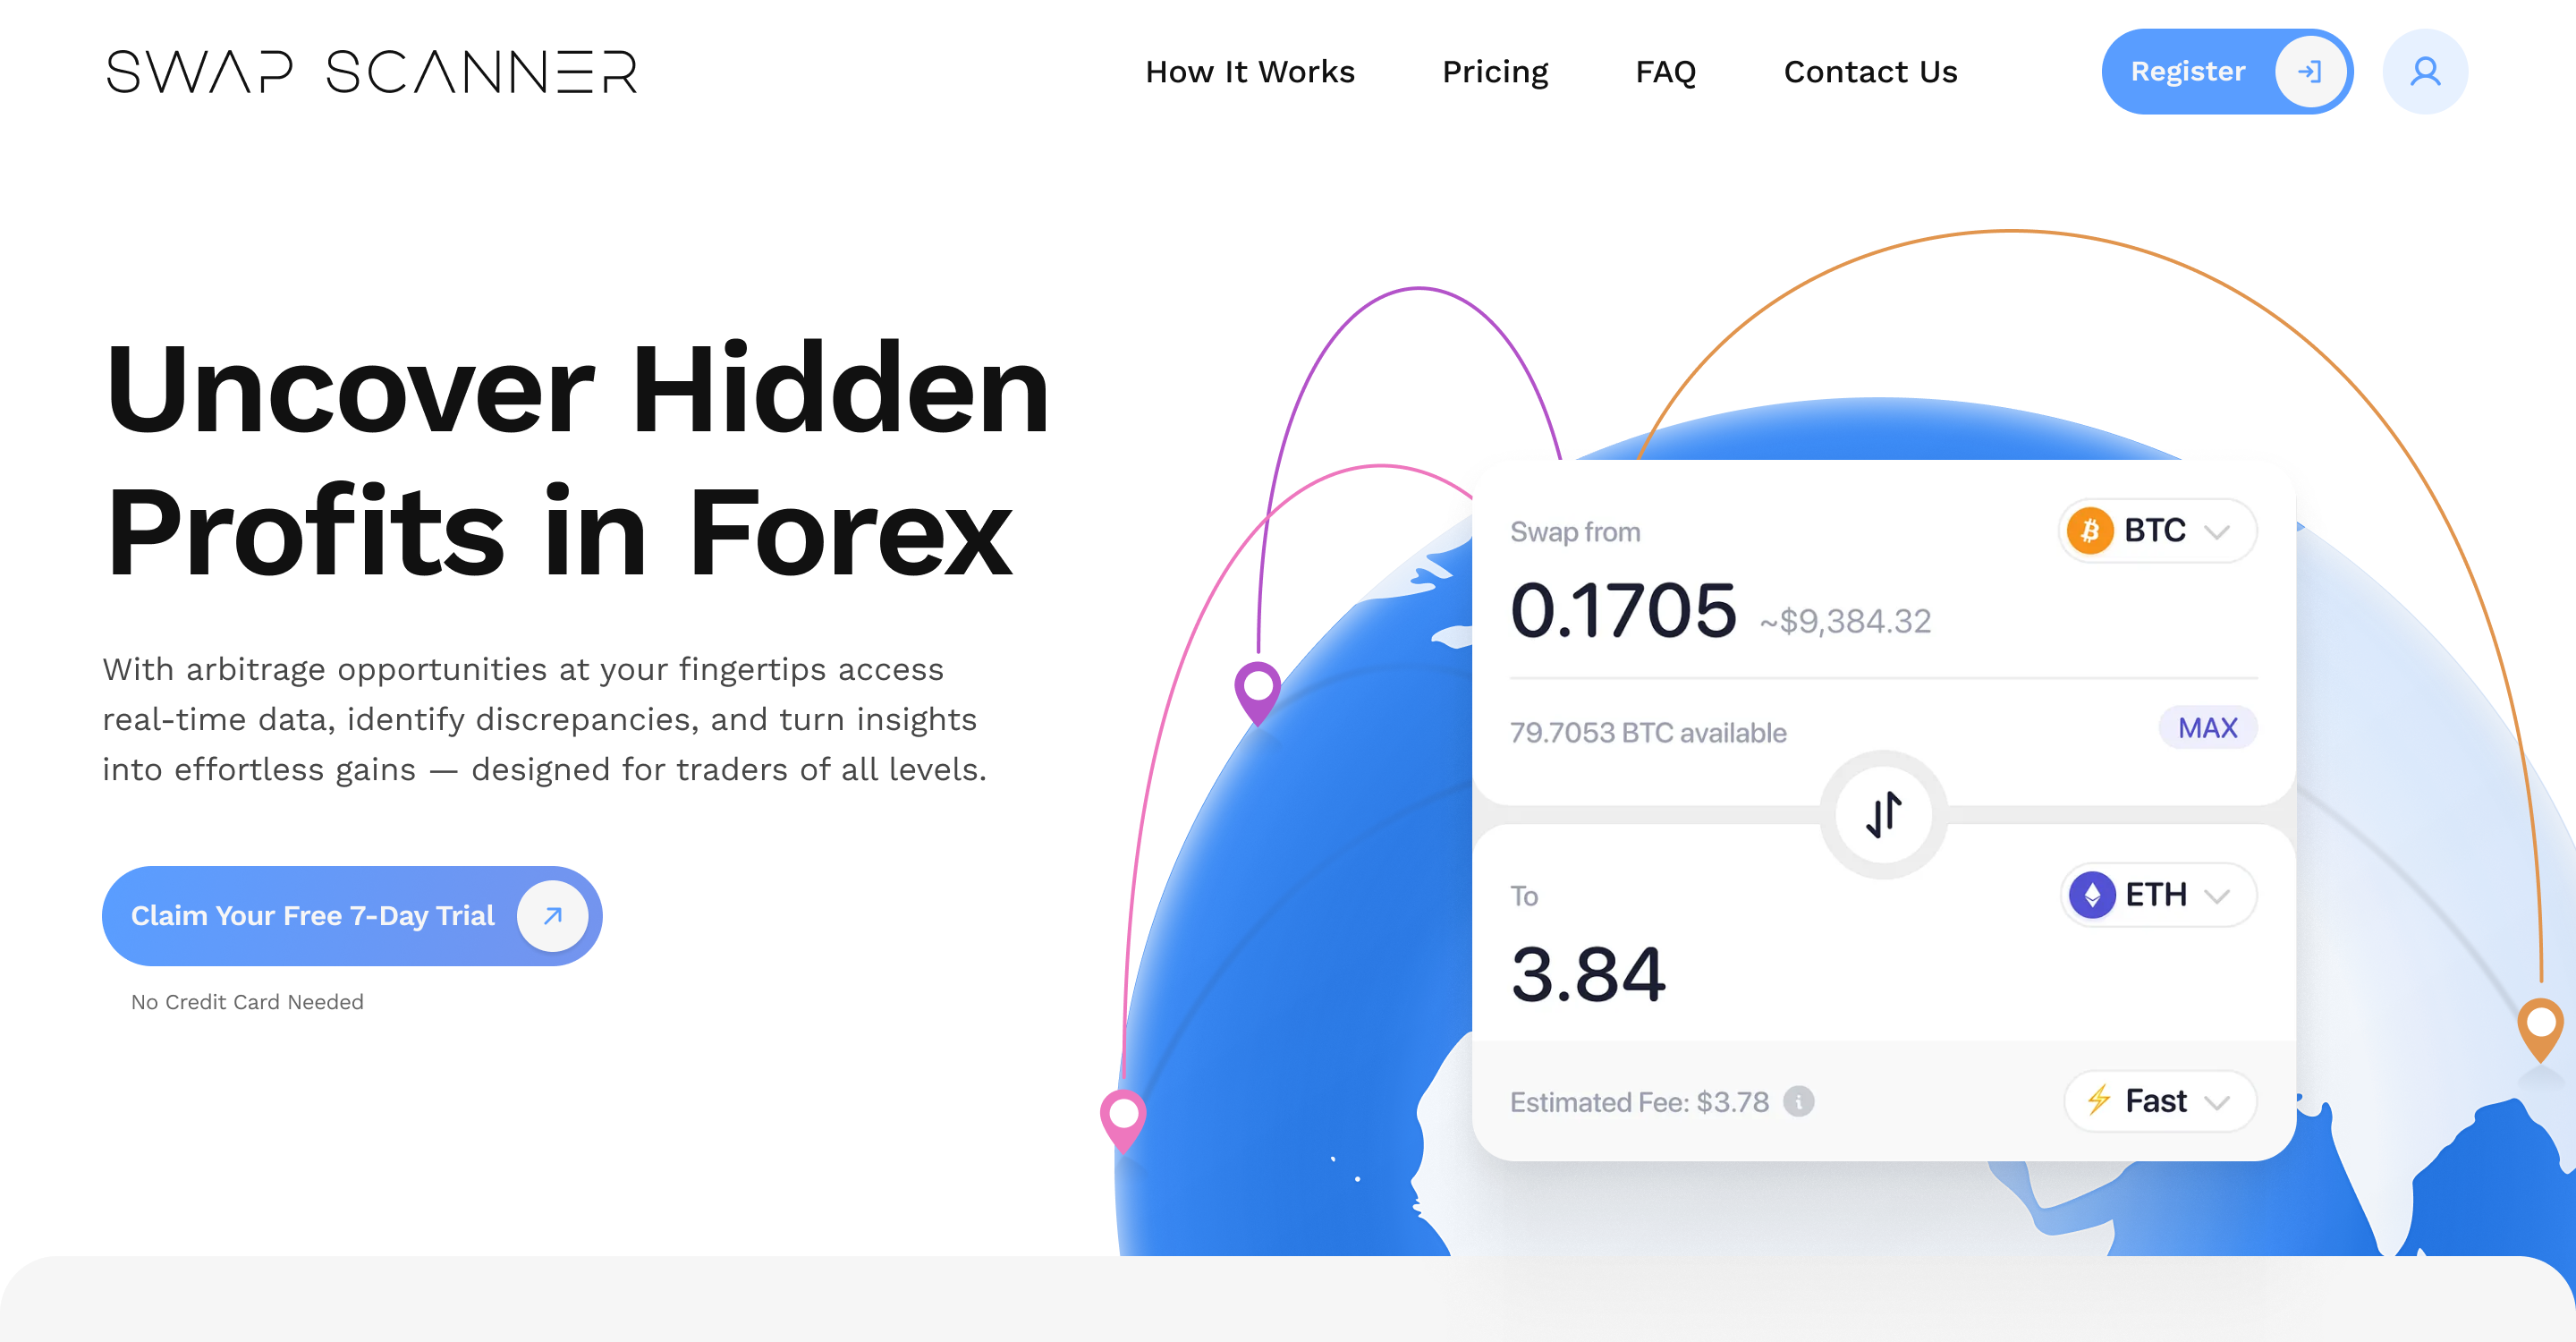 SWAP SCANNER
How It Works
Pricing
FAQ
Contact Us
Register
Uncover Hidden
Profits in Forex
With arbitrage opportunities at your fingertips access
real-time data, identify discrepancies, and turn insights
into effortless gains — designed for traders of all levels.
Claim Your Free 7-Day Trial
No Credit Card Needed
Swap from
BTC
0.1705 ~$9,384.32
79.7053 BTC available
MAX
To
ETH
3.84
Estimated Fee: $3.78
Fast